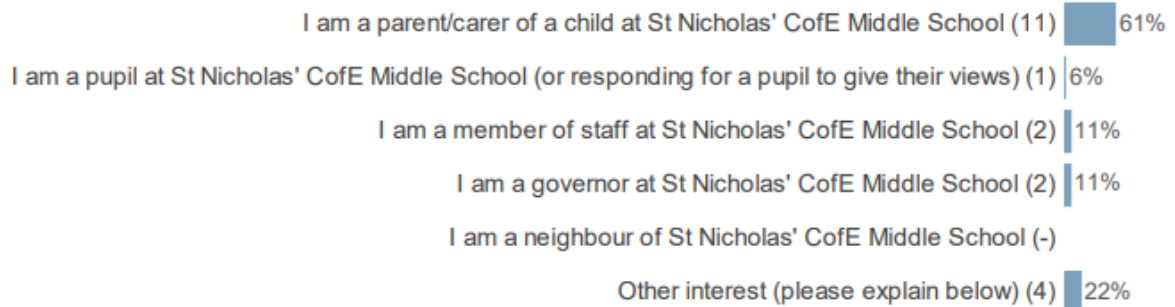 I am a parent/carer of a child at St Nicholas' CofE Middle School (11) 61%
I am a pupil at St Nicholas' CofE Middle School (or responding for a pupil to give their views) (1) 6%
I am a member of staff at St Nicholas' CofE Middle School (2) 11%
I am a governor at St Nicholas' CofE Middle School (2) 11%
I am a neighbour of St Nicholas' CofE Middle School (-)
Other interest (please explain below) (4) 22%